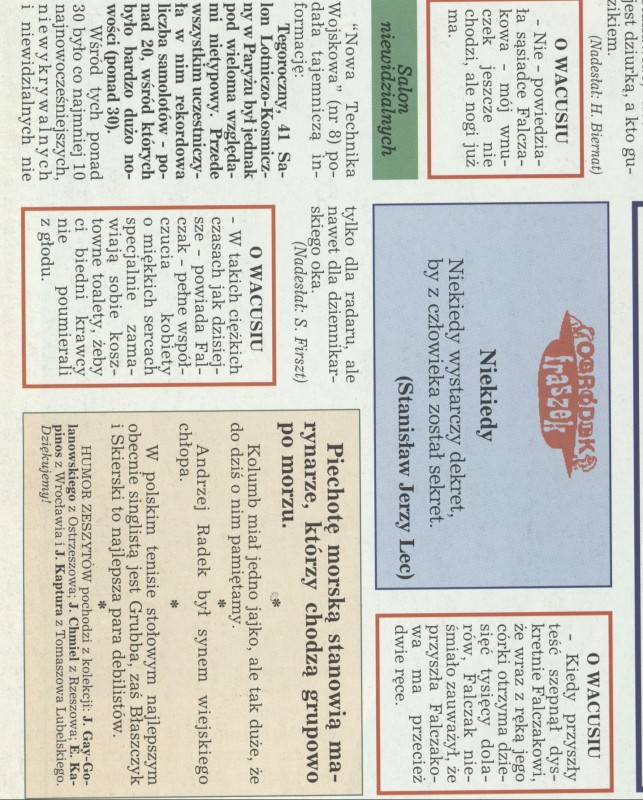 jest dziurką, a kto gu-
zikiem.
(Nadesłał: H. Biernat)
O WACUSIU
- Nie - powiedzia-
ła sąsiadce Falcza-
kowa - mój wnu-
czek jeszcze nie
chodzi, ale nogi już
ma.
Salon
niewidzialnych
"Nowa Technika
Wojskowa" (nr 8) po-
dała tajemniczą in-
formację:
Tegoroczny, 41 Sa-
lon Lotniczo-Kosmicz-
ny w Paryżu był jednak
pod wieloma względa-
mi nietypowy. Przede
wszystkim uczestniczy-
ła w nim rekordowa
liczba samolotów - po-
nad 20, wśród których
było bardzo dużo no-
wości (ponad 30).
Wśród tych ponad
30 było co najmniej 10
najnowocześniejszych,
niewykrywalnych
i niewidzialnych nie
tylko dla radaru, ale
nawet dla dziennikar-
skiego oka.
(Nadesłał: S. Firszt)
O WACUSIU
- W takich ciężkich
czasach jak dzisiej-
sze - powiada Fal-
czak - pełne współ-
czucia kobiety
o miękkich sercach
specjalnie zama-
wiają sobie kosz-
towne toalety, żeby
ci biedni krawcy
nie poumierali
z głodu.
OGRÓDEK
fraszek
Niekiedy
Niekiedy wystarczy dekret,
by z człowieka został sekret.
(Stanisław Jerzy Lec)
Piechotę morską stanowią ma-
rynarze, którzy chodzą grupowo
po morzu.
*
Kolumb miał jedno jajko, ale tak duże, że
do dziś o nim pamiętamy.
*
Andrzej Radek był synem wiejskiego
chłopa.
*
W polskim tenisie stołowym najlepszym
obecnie singlistą jest Grubba, zaś Błaszczyk
i Skierski to najlepsza para debilistów.
*
HUMOR ZESZYTÓW pochodzi z kolekcji: J. Gay-Go-
lanowskiego z Ostrzeszowa; J. Chmiel z Rzeszowa; E. Ka-
pinos z Wrocławia i J. Kaptura z Tomaszowa Lubelskiego.
Dziękujemy!
O WACUSIU
- Kiedy przyszły
teść szepnął dys-
kretnie Falczakowi,
że wraz z ręką jego
córki otrzyma dzie-
sięć tysięcy dola-
rów, Falczak nie-
śmiało zauważył, że
przyszła Falczako-
wa ma przecież
dwie ręce.